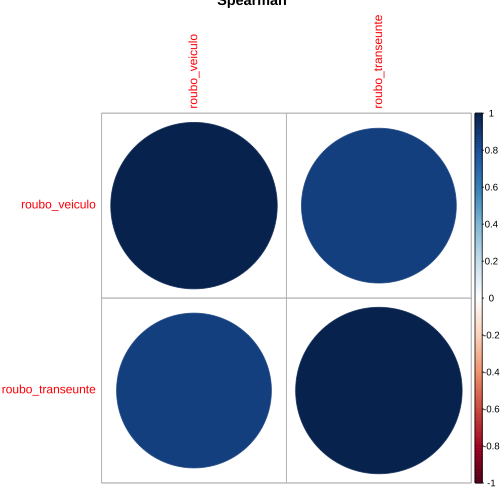 Spearman
roubo_veiculo
roubo_transeunte
roubo_veiculo
roubo_transeunte
1
0.8
0.6
0.4
0.2
0
-0.2
-0.4
-0.6
-0.8
-1